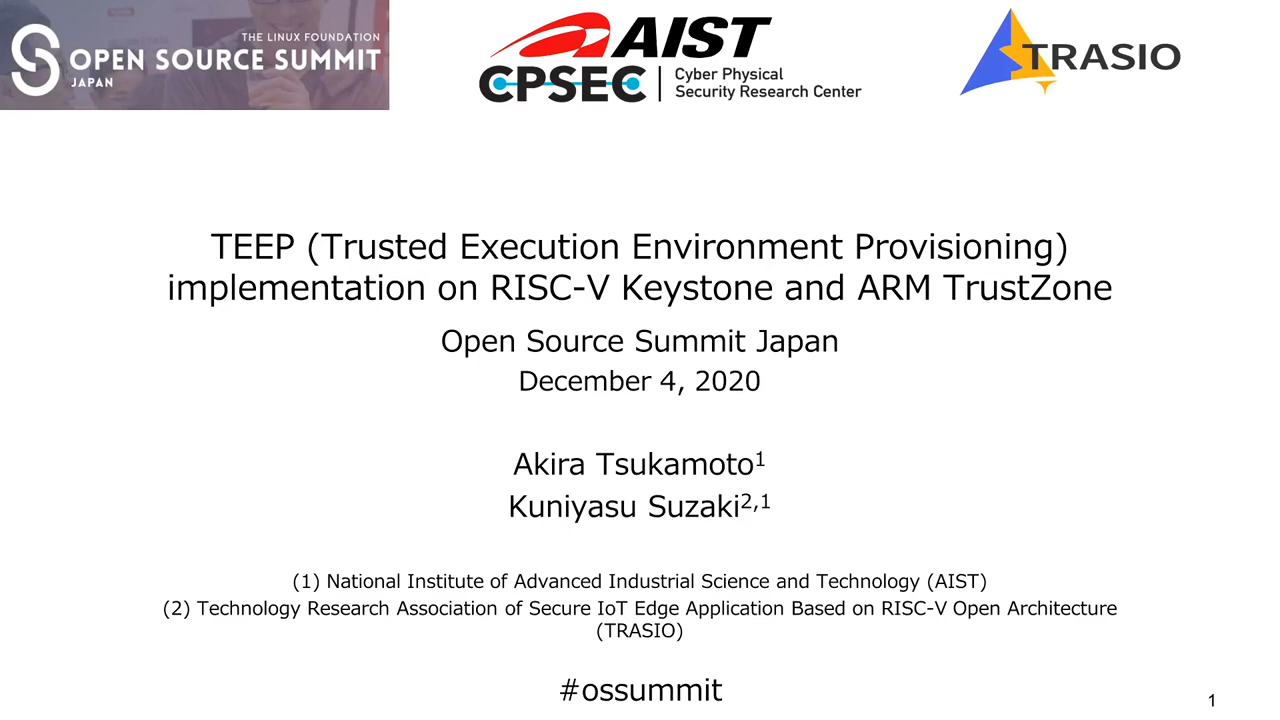 THE LINUX FOUNDATION
OPEN SOURCE SUMMIT
JAPAN
AIST
CPSEC
Cyber Physical
Security Research Center
TRASIO
TEEP (Trusted Execution Environment Provisioning)
implementation on RISC-V Keystone and ARM TrustZone
Open Source Summit Japan
December 4, 2020
Akira Tsukamoto1
Kuniyasu Suzaki2,1
(1) National Institute of Advanced Industrial Science and Technology (AIST)
(2) Technology Research Association of Secure IoT Edge Application Based on RISC-V Open Architecture
(TRASIO)
#ossummit
1